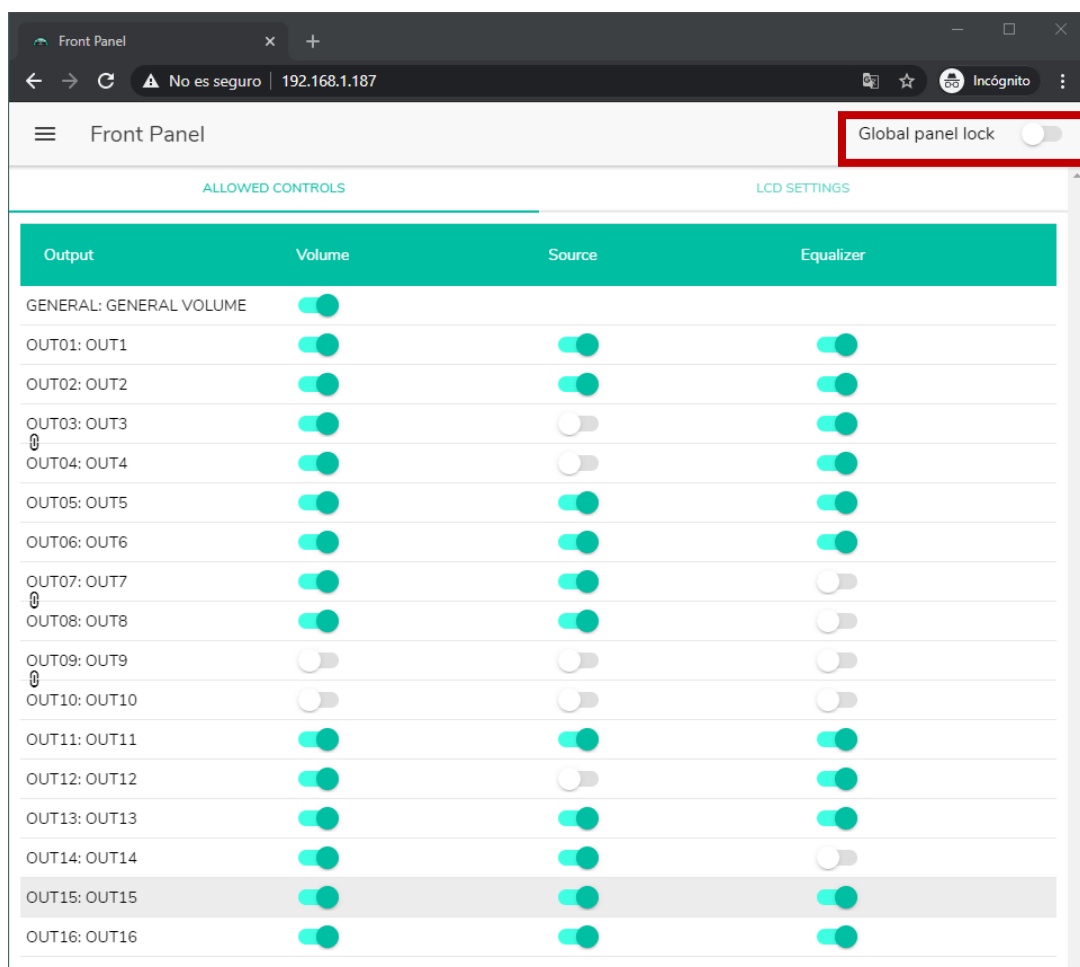 Front Panel
No es seguro 192.168.1.187 Incógnito
Front Panel Global panel lock
ALLOWED CONTROLS LCD SETTINGS
Output Volume Source Equalizer
GENERAL: GENERAL VOLUME
OUT01: OUT1
OUT02: OUT2
OUT03: OUT3
OUT04: OUT4
OUT05: OUT5
OUT06: OUT6
OUT07: OUT7
OUT08: OUT8
OUT09: OUT9
OUT10: OUT10
OUT11: OUT11
OUT12: OUT12
OUT13: OUT13
OUT14: OUT14
OUT15: OUT15
OUT16: OUT16